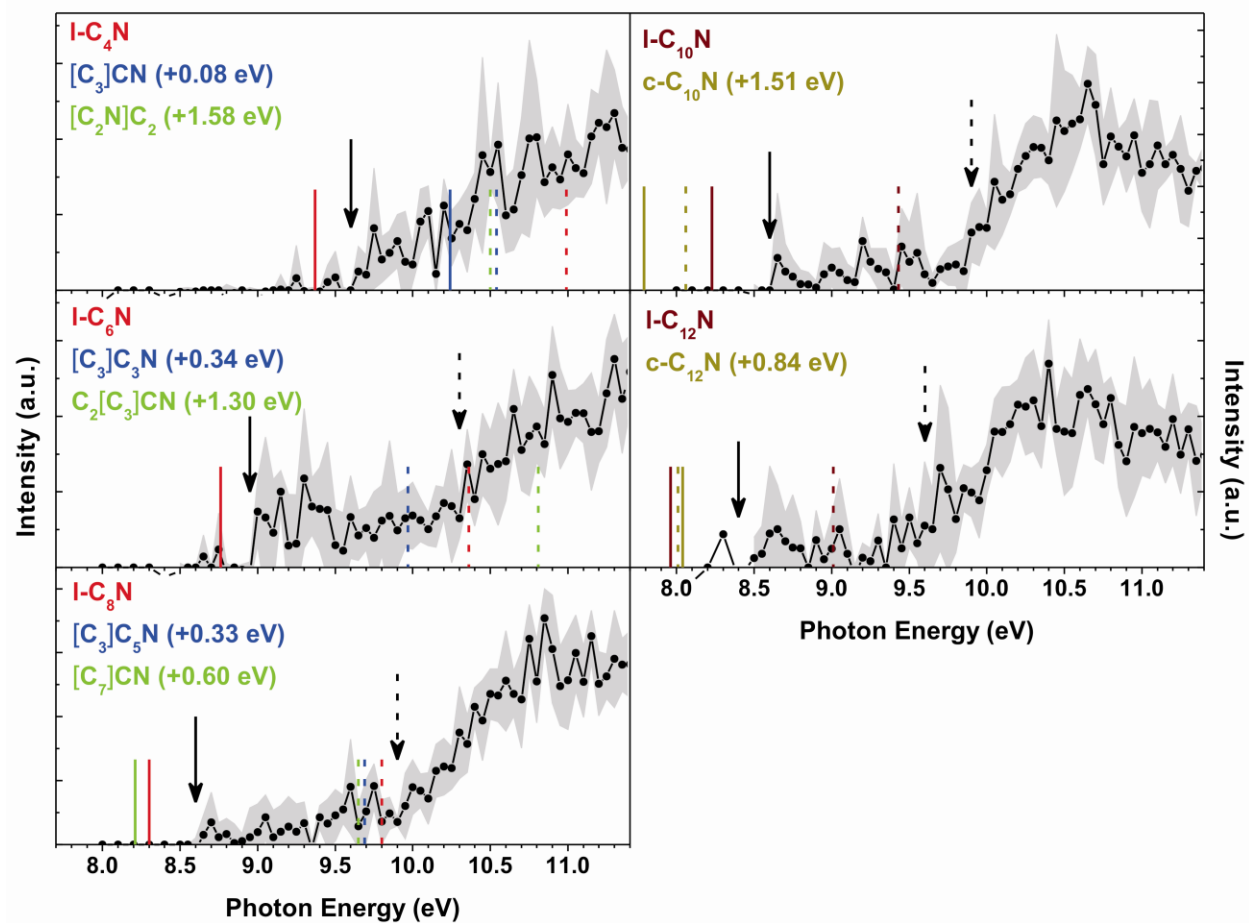 l-C₄N
[C₃]CN (+0.08 eV)
[C₂N]C₂ (+1.58 eV)
l-C₁₀N
c-C₁₀N (+1.51 eV)
l-C₆N
[C₃]C₃N (+0.34 eV)
C₂[C₃]CN (+1.30 eV)
l-C₁₂N
c-C₁₂N (+0.84 eV)
Intensity (a.u.)
Intensity (a.u.)
8.0 8.5 9.0 9.5 10.0 10.5 11.0
Photon Energy (eV)
l-C₈N
[C₃]C₅N (+0.33 eV)
[C₇]CN (+0.60 eV)
8.0 8.5 9.0 9.5 10.0 10.5 11.0
Photon Energy (eV)